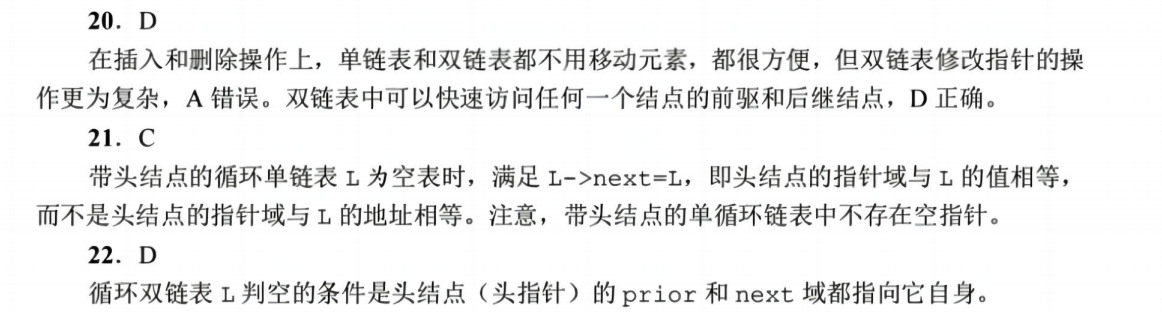 20．D
在插入和删除操作上，单链表和双链表都不用移动元素，都很方便，但双链表修改指针的操
作更为复杂，A 错误。双链表中可以快速访问任何一个结点的前驱和后继结点，D 正确。
21．C
带头结点的循环单链表 L 为空表时，满足 L->next=L，即头结点的指针域与 L 的值相等，
而不是头结点的指针域与 L 的地址相等。注意，带头结点的单循环链表中不存在空指针。
22．D
循环双链表 L 判空的条件是头结点（头指针）的 prior 和 next 域都指向它自身。